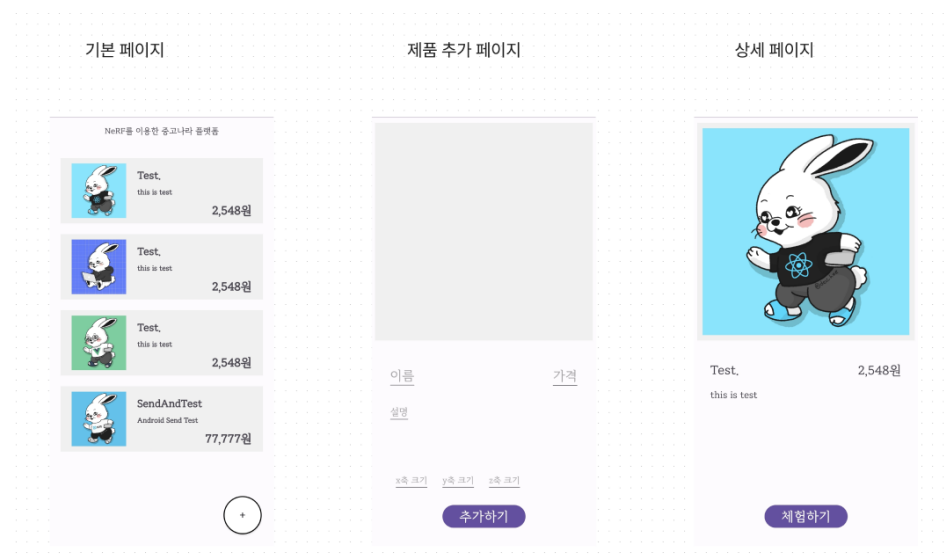 기본 페이지
제품 추가 페이지
상세 페이지
NeRF를 이용한 중고나라 플랫폼
Test.
this is test
2,548원
Test.
this is test
2,548원
Test.
this is test
2,548원
SendAndTest
Android Send Test
77,777원
+
이름
가격
설명
x축 크기
y축 크기
z축 크기
추가하기
Test.
2,548원
this is test
체험하기